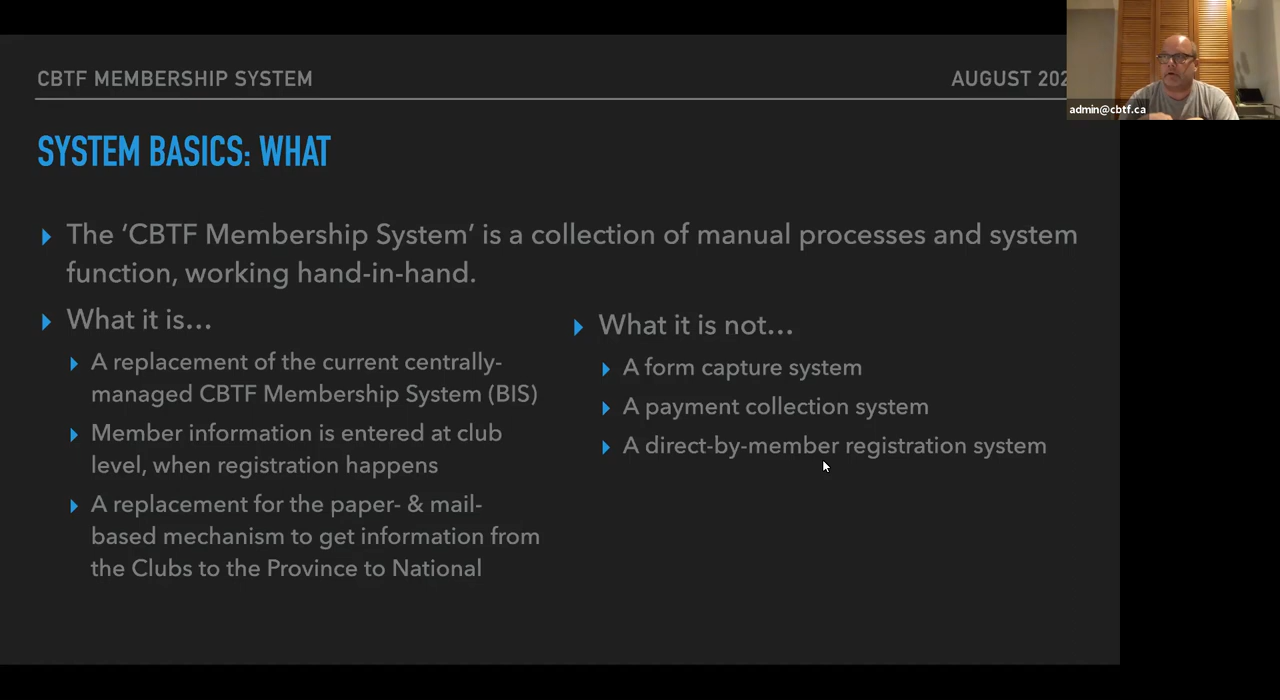 CBTF MEMBERSHIP SYSTEM
AUGUST 202
admin@cbtf.ca
SYSTEM BASICS: WHAT
The ‘CBTF Membership System’ is a collection of manual processes and system
function, working hand-in-hand.
What it is…
A replacement of the current centrally-
managed CBTF Membership System (BIS)
Member information is entered at club
level, when registration happens
A replacement for the paper- & mail-
based mechanism to get information from
the Clubs to the Province to National
What it is not…
A form capture system
A payment collection system
A direct-by-member registration system